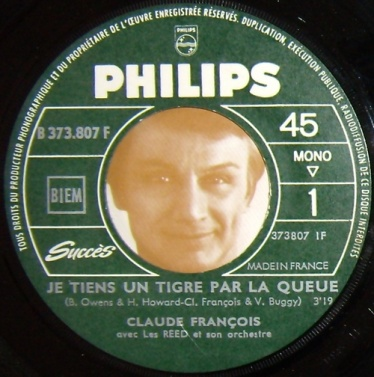 TOUS DROITS DU PRODUCTEUR PHONOGRAPHIQUE ET DU PROPRIÉTAIRE DE L'ŒUVRE ENREGISTRÉE RÉSERVÉS. DUPLICATION, EXÉCUTION PUBLIQUE, RADIODIFFUSION DE CE DISQUE INTERDITES
PHILIPS
PHILIPS
B 373.807 F
45
MONO
BIEM
1
373807 1F
Succès
MADE IN FRANCE
JE TIENS UN TIGRE PAR LA QUEUE
(B. Owens & H. Howard-Cl. François & V. Buggy) 3'19
CLAUDE FRANÇOIS
avec Les REED et son orchestre